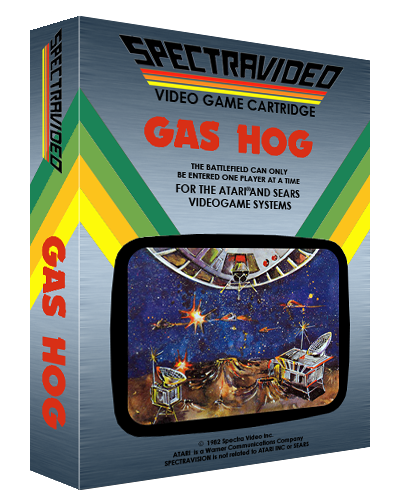 SPECTRAVIDEO
VIDEO GAME CARTRIDGE
GAS HOG
THE BATTLEFIELD CAN ONLY
BE ENTERED ONE PLAYER AT A TIME
FOR THE ATARI® AND SEARS
VIDEOGAME SYSTEMS
© 1982 Spectra Video Inc.
ATARI is a Warner Communications Company
SPECTRAVISION is not related to ATARI INC or SEARS
SPECTRAVIDEO
GAS HOG